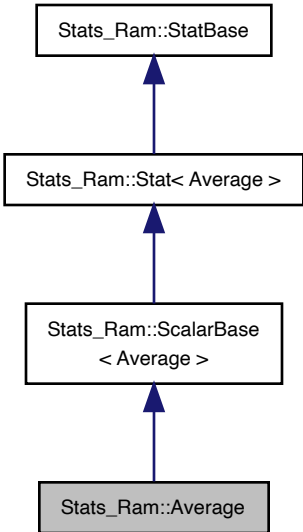 Stats_Ram::StatBase
Stats_Ram::Stat< Average >
Stats_Ram::ScalarBase
< Average >
Stats_Ram::Average